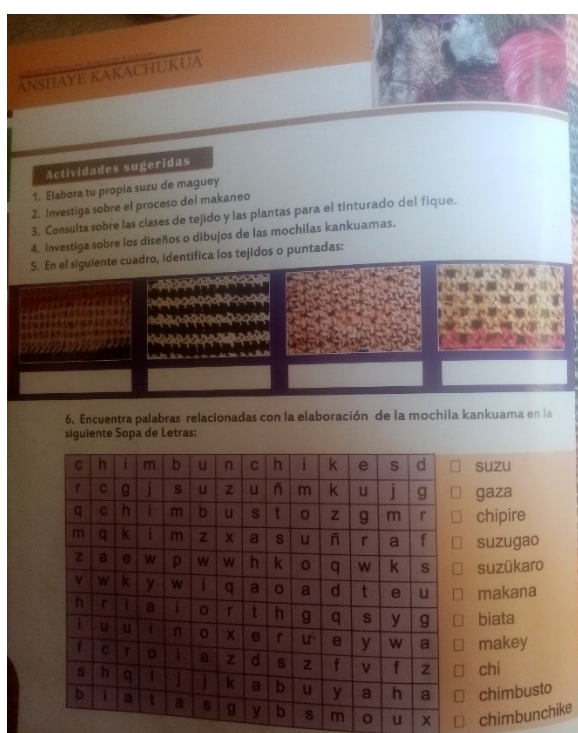 ANSHAYE KAKACHUKUA
Actividades sugeridas
1. Elabora tu propia suzu de maguey
2. Investiga sobre el proceso del makaneo
3. Consulta sobre las clases de tejido y las plantas para el tinturado del fique.
4. Investiga sobre los diseños o dibujos de las mochilas kankuamas.
5. En el siguiente cuadro, identifica los tejidos o puntadas:
6. Encuentra palabras relacionadas con la elaboración de la mochila kankuama en la
siguiente Sopa de Letras:
c h i m b u n c h i k e s d
r c g j s u z u ñ m k u j g
q c h i m b u s t o z g m r
m q k i m z x a s u ñ r a f
z a e w p w w h k o q w k s
v w k y w i q a o a d t e u
h r i a i o r t h g q s y g
i u u i n o x e r u e y w a
f c r o i a z d s z f v f z
s h q l j j k a b u y a h a
b i a t a s g y b s m o u x
suzu
gaza
chipire
suzugao
suzükaro
makana
biata
makey
chi
chimbusto
chimbunchike